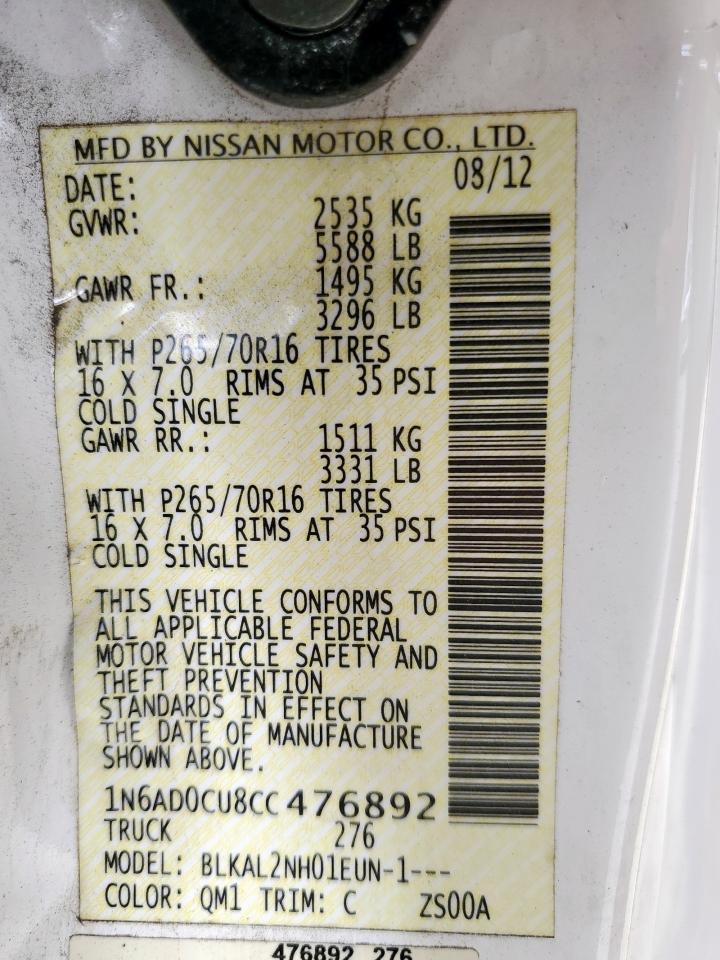 MFD BY NISSAN MOTOR CO., LTD.
DATE: 08/12
GVWR: 2535 KG
5588 LB
GAWR FR.: 1495 KG
3296 LB
WITH P265/70R16 TIRES
16 X 7.0 RIMS AT 35 PSI
COLD SINGLE
GAWR RR.: 1511 KG
3331 LB
WITH P265/70R16 TIRES
16 X 7.0 RIMS AT 35 PSI
COLD SINGLE
THIS VEHICLE CONFORMS TO
ALL APPLICABLE FEDERAL
MOTOR VEHICLE SAFETY AND
THEFT PREVENTION
STANDARDS IN EFFECT ON
THE DATE OF MANUFACTURE
SHOWN ABOVE.
1N6AD0CU8CC476892
TRUCK 276
MODEL: BLKAL2NH01EUN-1---
COLOR: QM1 TRIM: C ZS00A
476892 276